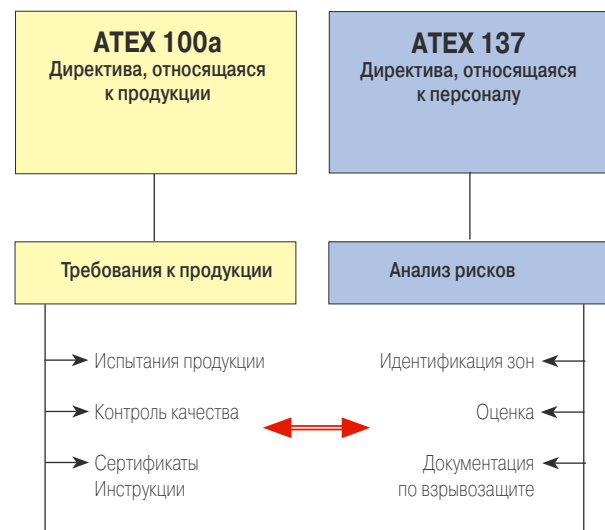 ATEX 100a
Директива, относящаяся
к продукции
ATEX 137
Директива, относящаяся
к персоналу
Требования к продукции
Анализ рисков
Испытания продукции
Контроль качества
Сертификаты
Инструкции
Идентификация зон
Оценка
Документация
по взрывозащите